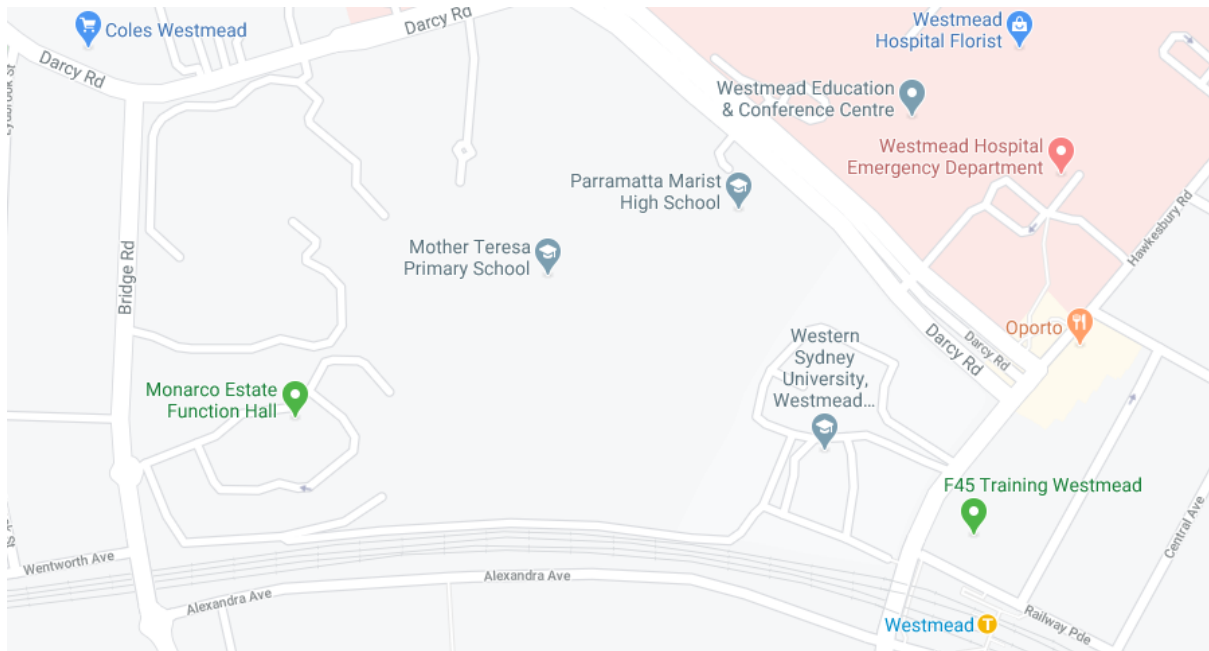 Coles Westmead
Darcy Rd
Darcy Rd
Westmead
Hospital Florist
Westmead Education
& Conference Centre
Westmead Hospital
Emergency Department
Parramatta Marist
High School
Mother Teresa
Primary School
Hawkesbury Rd
Bridge Rd
Oporto
Darcy Rd
Darcy Rd
Western
Sydney
University,
Westmead...
Monarco Estate
Function Hall
F45 Training Westmead
Central Ave
Wentworth Ave
Alexandra Ave
Alexandra Ave
Railway Pde
Westmead T